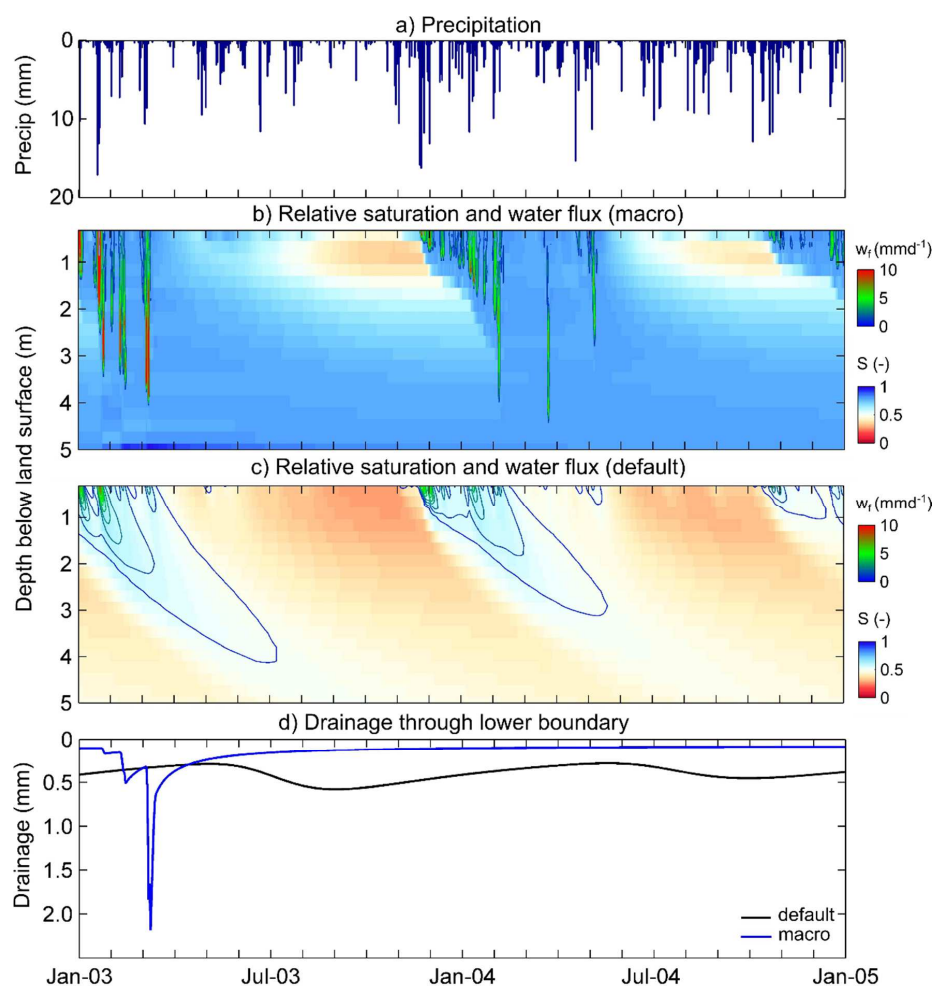 a) Precipitation
0
10
20
Precip (mm)
b) Relative saturation and water flux (macro)
1
2
3
4
5
wf (mmd-1)
10
5
0
S (-)
1
0.5
0
Depth below land surface (m)
c) Relative saturation and water flux (default)
1
2
3
4
5
wf (mmd-1)
10
5
0
S (-)
1
0.5
0
d) Drainage through lower boundary
0
0.5
1.0
1.5
2.0
Drainage (mm)
default
macro
Jan-03 Jul-03 Jan-04 Jul-04 Jan-05